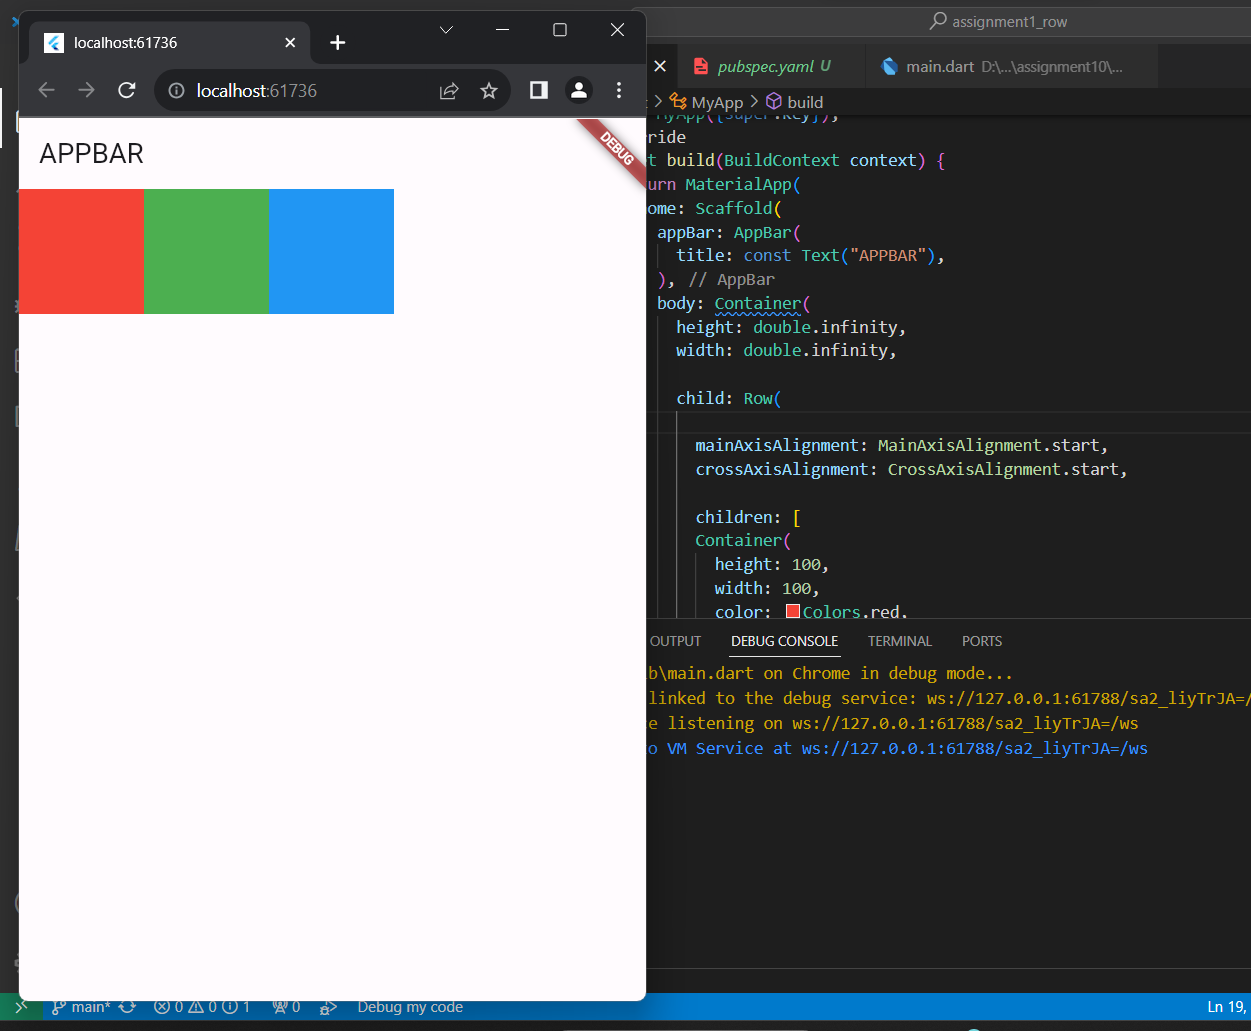 localhost:61736
assignment1_row
pubspec.yaml U
main.dart D:\...\assignment10\...
localhost:61736
MyApp > build
MyApp({super.key});
ride
APPBAR
DEBUG
t build(BuildContext context) {
urn MaterialApp(
ome: Scaffold(
appBar: AppBar(
title: const Text("APPBAR"),
), // AppBar
body: Container(
height: double.infinity,
width: double.infinity,
child: Row(
mainAxisAlignment: MainAxisAlignment.start,
crossAxisAlignment: CrossAxisAlignment.start,
children: [
Container(
height: 100,
width: 100,
color: Colors.red,
OUTPUT
DEBUG CONSOLE
TERMINAL
PORTS
b\main.dart on Chrome in debug mode...
linked to the debug service: ws://127.0.0.1:61788/sa2_liyTrJA=/
e listening on ws://127.0.0.1:61788/sa2_liyTrJA=/ws
o VM Service at ws://127.0.0.1:61788/sa2_liyTrJA=/ws
main* 0 0 1 0 Debug my code
Ln 19,